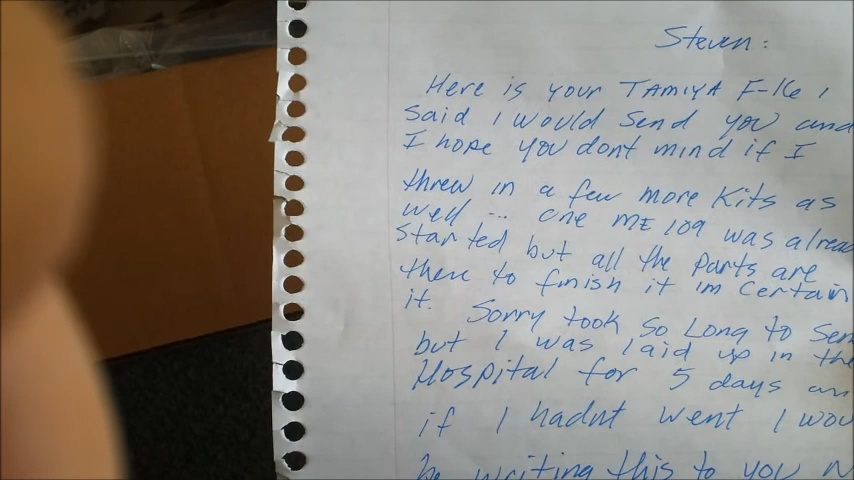 Steven:
Here is your TAMIYA F-16 I
said I would send you and
I hope you dont mind if I
threw in a few more kits as
well ... one ME 109 was alrea
started but all the parts are
there to finish it im certain
it. Sorry took so long to sen
but I was laid up in the
Hospital for 5 days an
if I hadnt went I wou
be writing this to you N